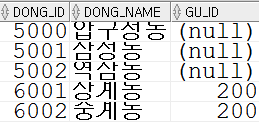 DONG_ID DONG_NAME GU_ID
5000 압구정동 (null)
5001 삼성동 (null)
5002 역삼동 (null)
6001 상계동 200
6002 중계동 200